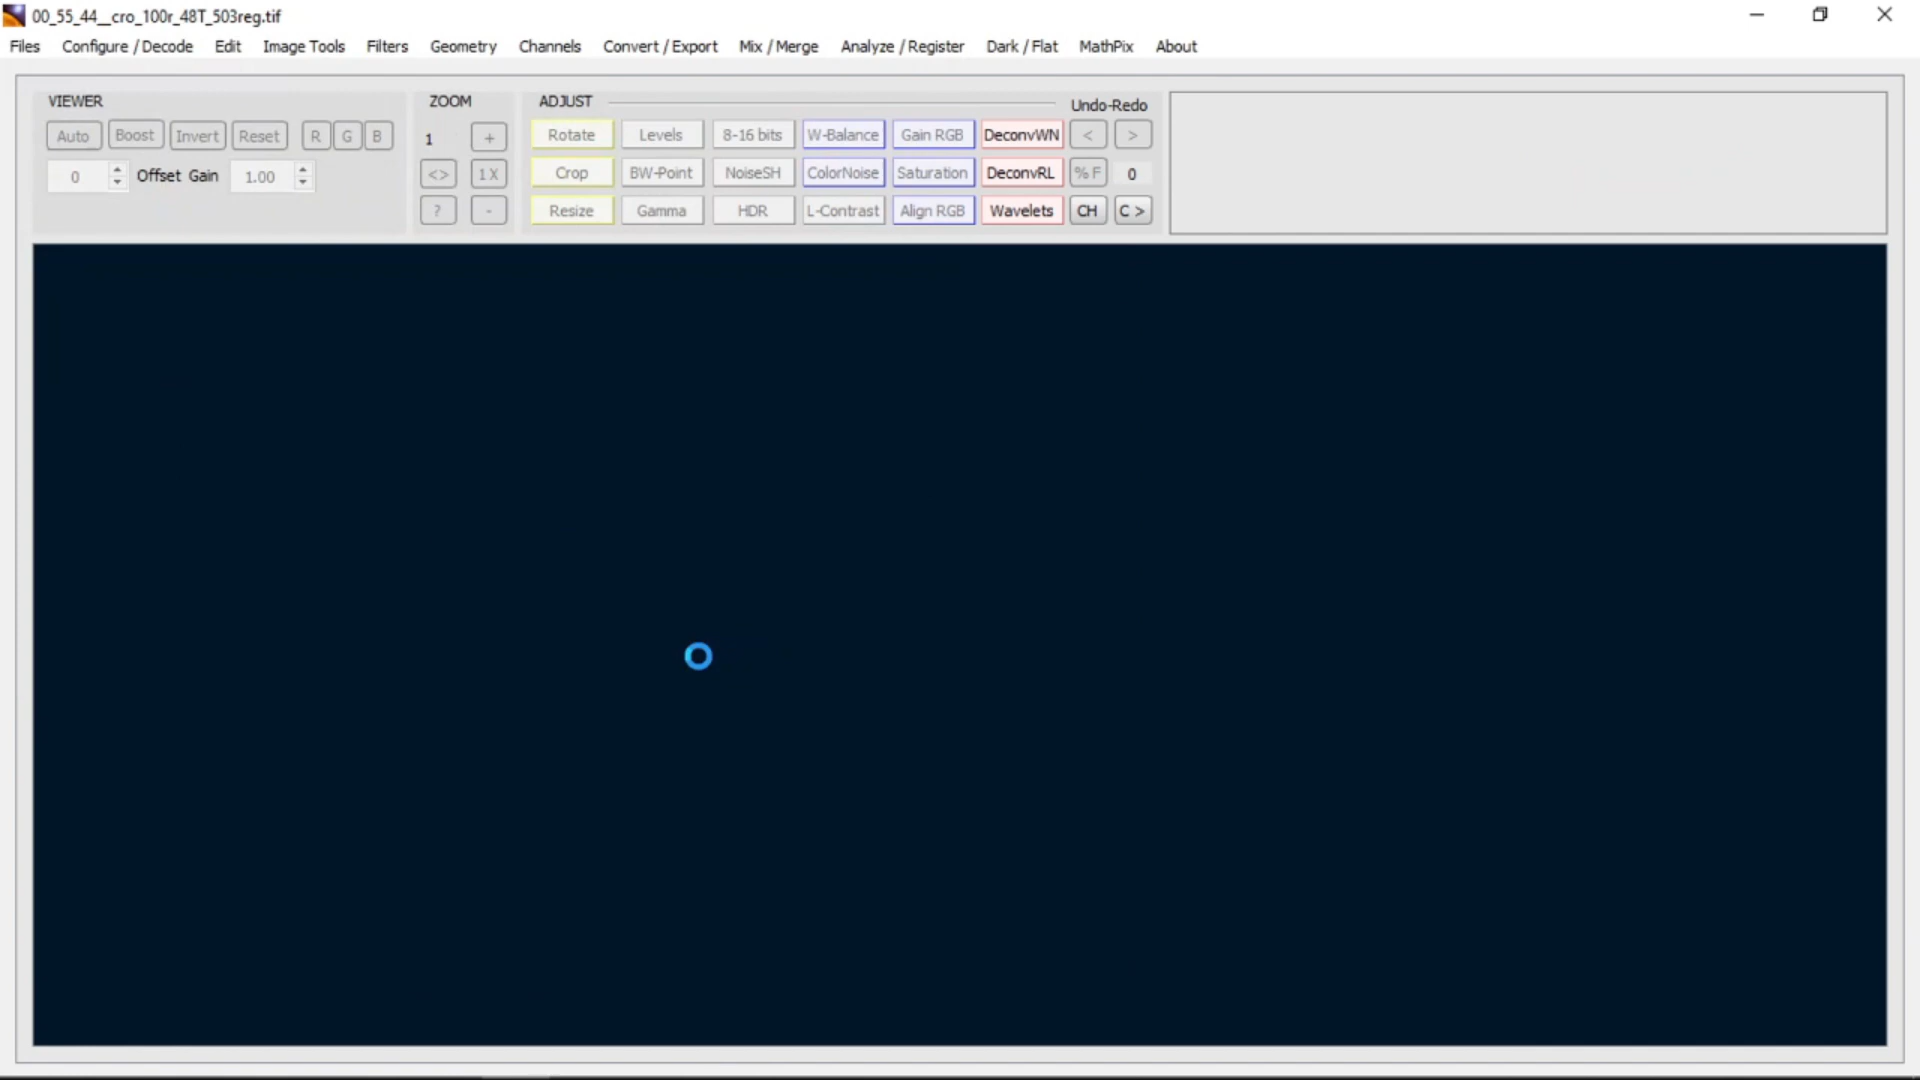 00_55_44__cro_100r_48T_503reg.tif
Files Configure / Decode Edit Image Tools Filters Geometry Channels Convert / Export Mix / Merge Analyze / Register Dark / Flat MathPix About
VIEWER ZOOM ADJUST Undo-Redo
Auto Boost Invert Reset R G B 1 + Rotate Levels 8-16 bits W-Balance Gain RGB DeconvWN < >
0 Offset Gain 1.00 <> 1 X Crop BW-Point NoiseSH ColorNoise Saturation DeconvRL % F 0
? - Resize Gamma HDR L-Contrast Align RGB Wavelets CH C >